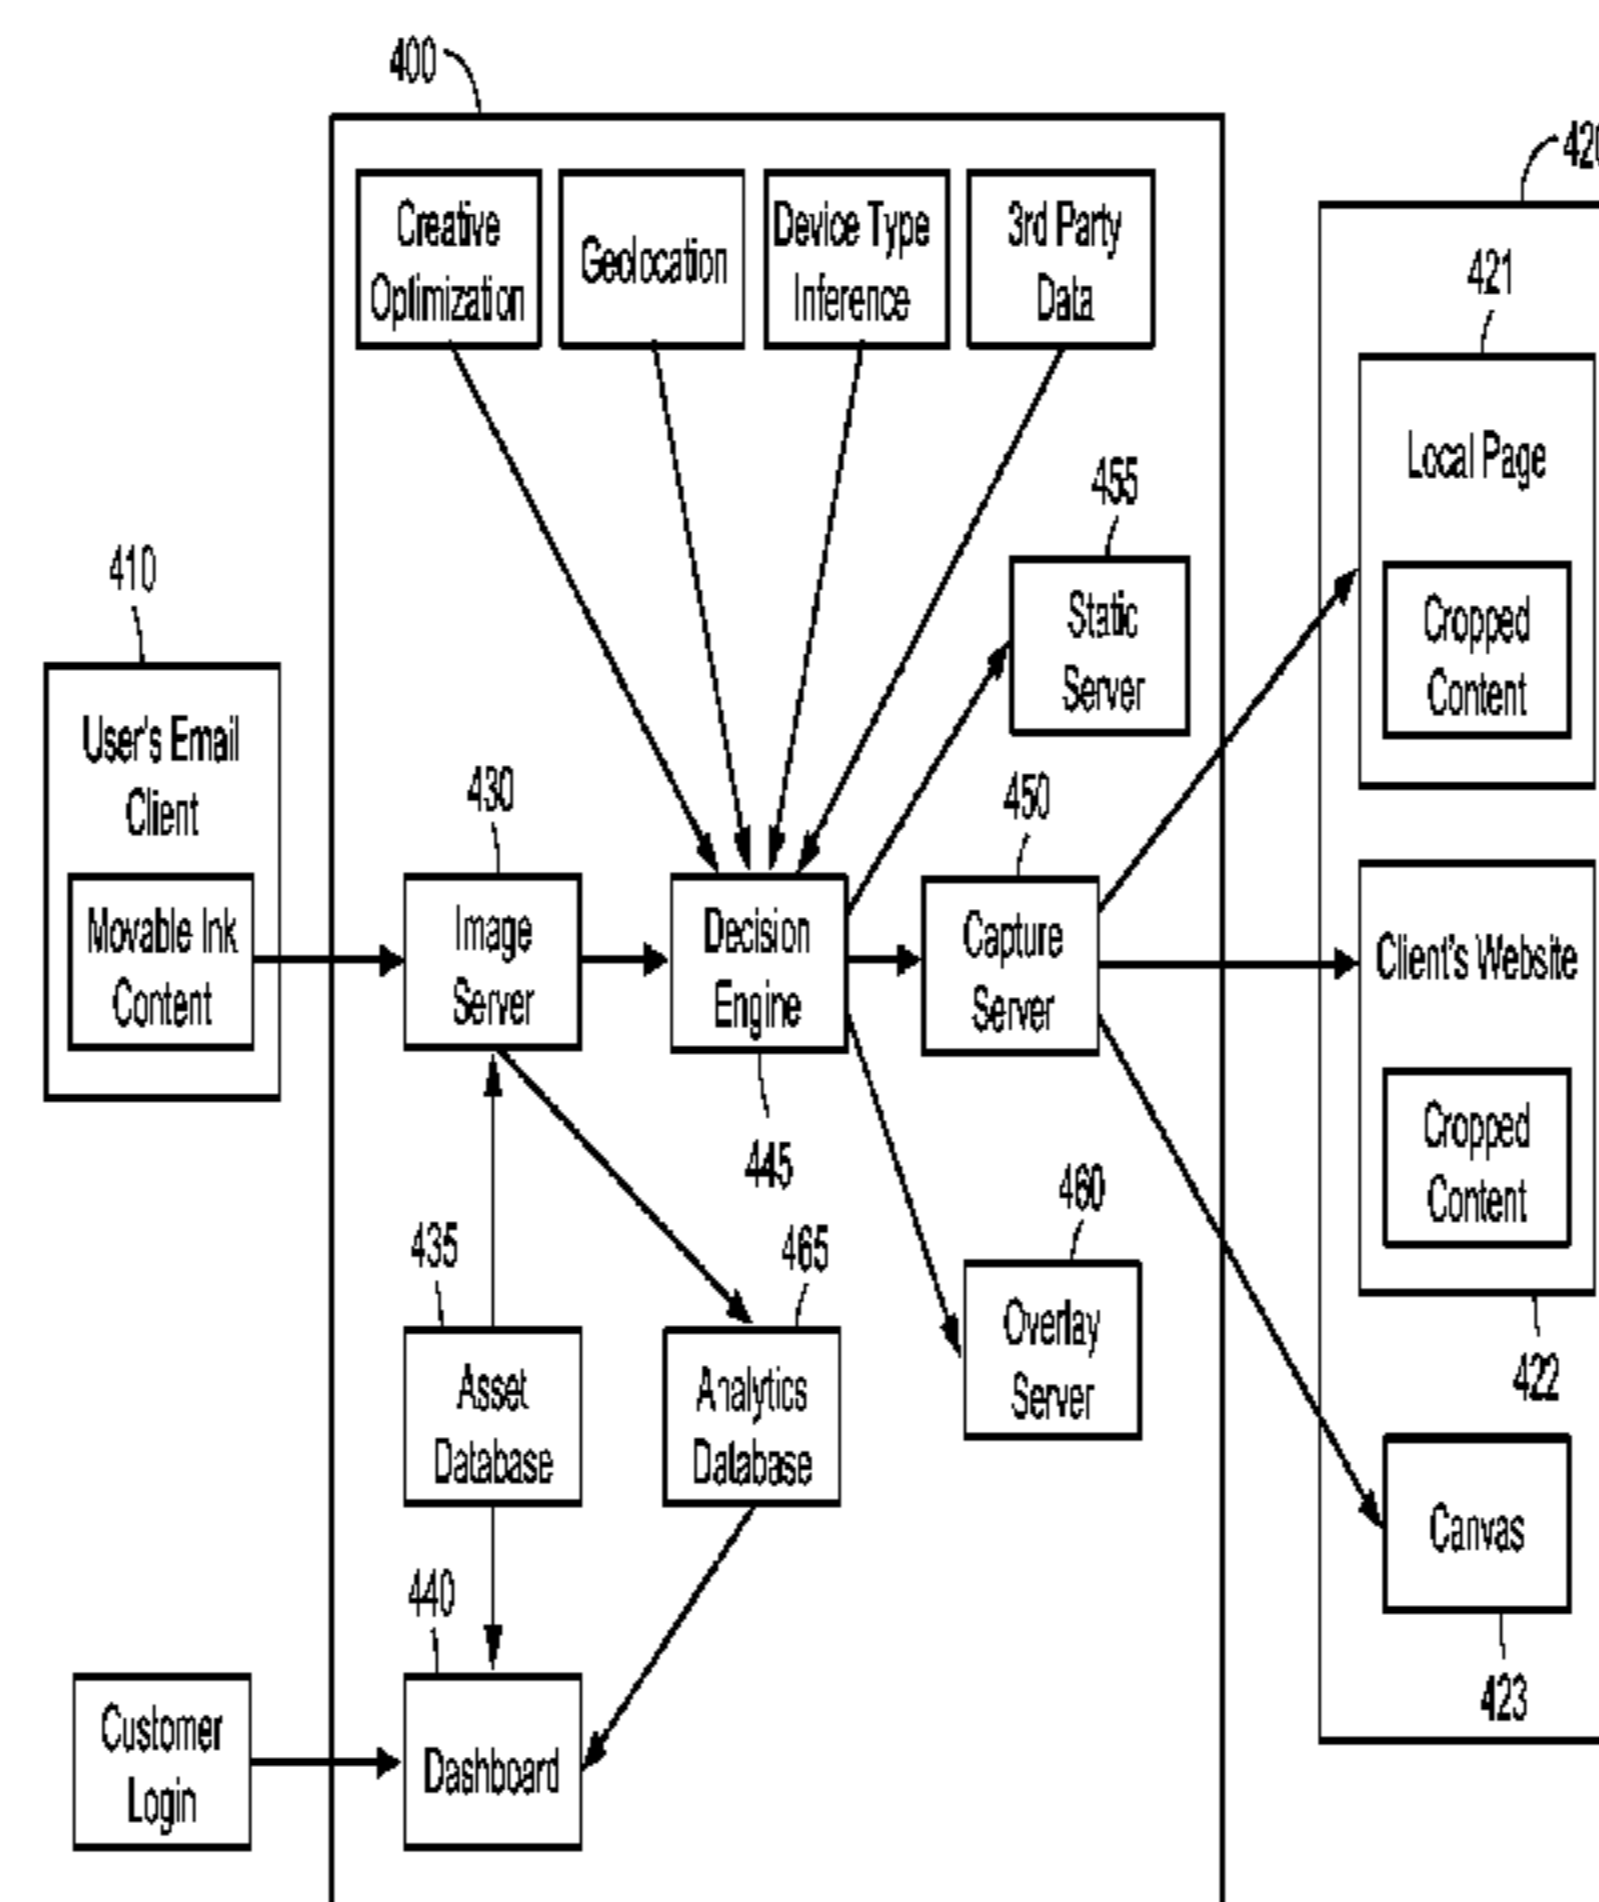 400
420
Creative
Optimization
Geolocation
Device Type
Inference
3rd Party
Data
421
Local Page
455
410
Static
Server
Cropped
Content
User's Email
Client
430
450
Movable Ink
Content
Image
Server
Decision
Engine
Capture
Server
Client's Website
445
Cropped
Content
460
435
465
Overlay
Server
422
Asset
Database
Analytics
Database
Canvas
440
423
Customer
Login
Dashboard